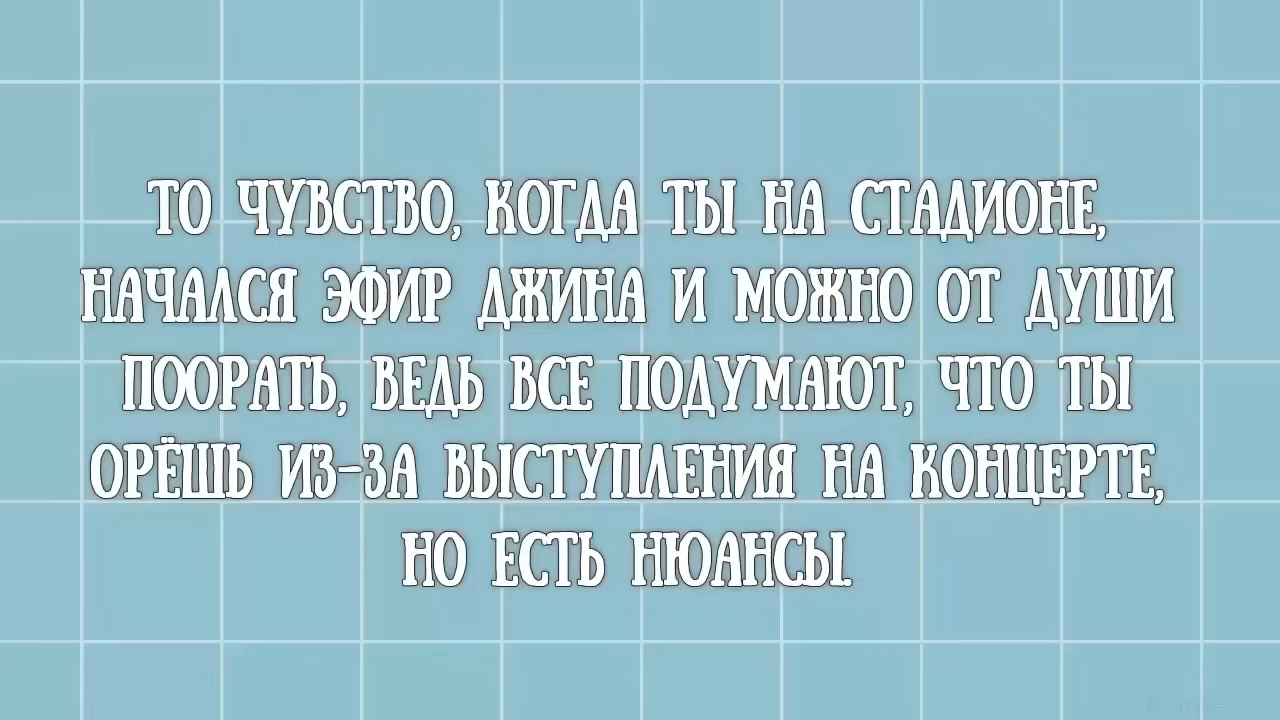 ТО ЧУВСТВО, КОГДА ТЫ НА СТАДИОНЕ,
НАЧАЛСЯ ЭФИР ДЖИНА И МОЖНО ОТ ДУШИ
ПООРАТЬ, ВЕДЬ ВСЕ ПОДУМАЮТ, ЧТО ТЫ
ОРЁШЬ ИЗ-ЗА ВЫСТУПЛЕНИЯ НА КОНЦЕРТЕ,
НО ЕСТЬ НЮАНСЫ.